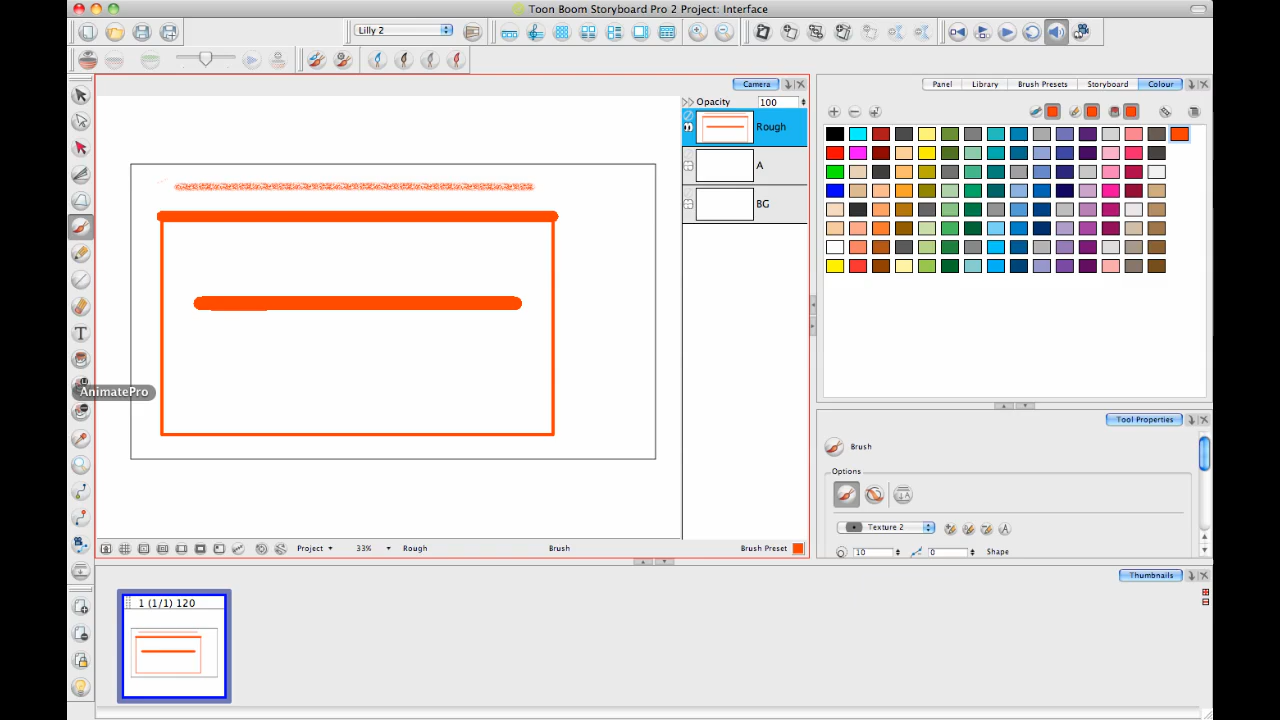 Toon Boom Storyboard Pro 2 Project: Interface
Lilly 2
Camera
Panel Library Brush Presets Storyboard Colour
Opacity 100
Rough
A
BG
T
AnimatePro
Tool Properties
Brush
Options
Texture 2
A
10 0 Shape
Project 33% Rough Brush Brush Preset
Thumbnails
1 (1/1) 120